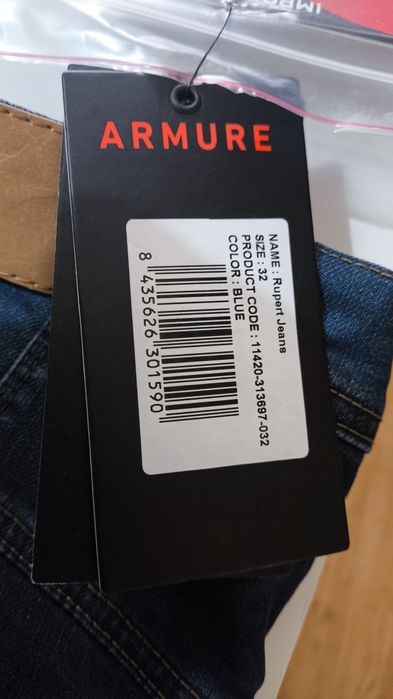 ARMURE
NAME : Rupert Jeans
SIZE : 32
PRODUCT CODE : 11420-313697-032
COLOR : BLUE
8 435626 301590